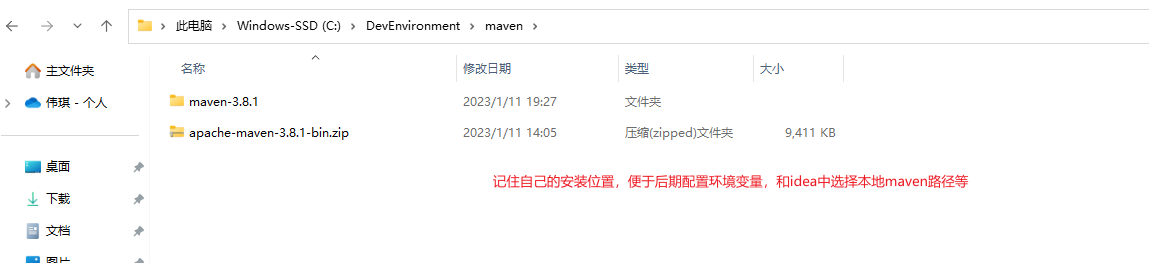 此电脑 Windows-SSD (C:) DevEnvironment maven
主文件夹
伟琪 - 个人
桌面
下载
文档
图片
名称 修改日期 类型 大小
maven-3.8.1 2023/1/11 19:27 文件夹
apache-maven-3.8.1-bin.zip 2023/1/11 14:05 压缩(zipped)文件夹 9,411 KB
记住自己的安装位置，便于后期配置环境变量，和idea中选择本地maven路径等